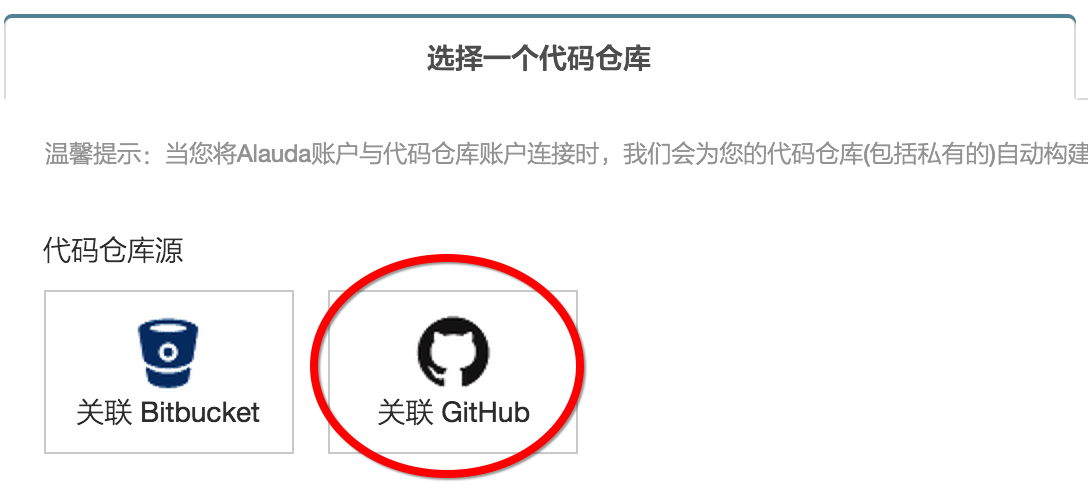 选择一个代码仓库
温馨提示：当您将Alauda账户与代码仓库账户连接时，我们会为您的代码仓库(包括私有的)自动构建
代码仓库源
关联 Bitbucket
关联 GitHub